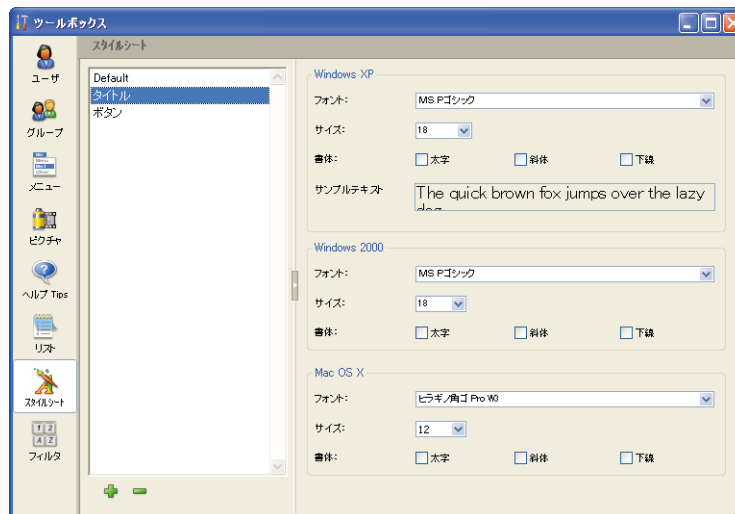 ツールボックス
スタイルシート
ユーザ
グループ
メニュー
ピクチャ
ヘルプ Tips
リスト
スタイルシート
フィルタ
Default
タイトル
ボタン
Windows XP
フォント: MS Pゴシック
サイズ: 18
書体: 太字 斜体 下線
サンプルテキスト The quick brown fox jumps over the lazy
dog
Windows 2000
フォント: MS Pゴシック
サイズ: 18
書体: 太字 斜体 下線
Mac OS X
フォント: ヒラギノ角ゴ Pro W3
サイズ: 12
書体: 太字 斜体 下線